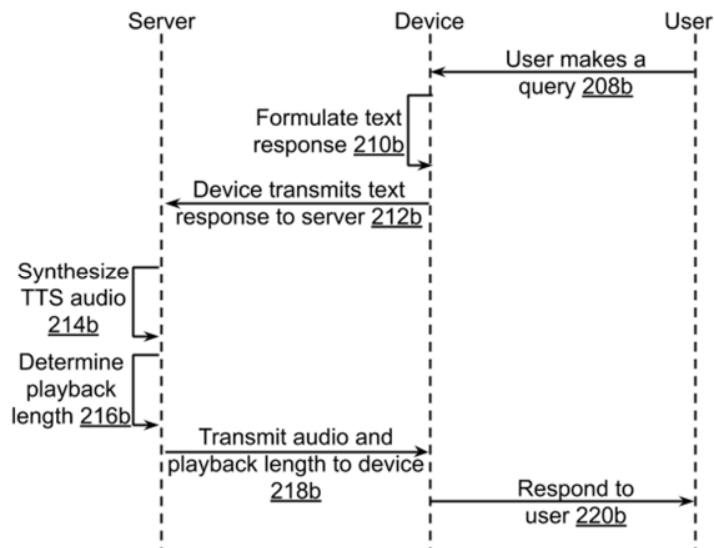 Server
Device
User
User makes a
query 208b
Formulate text
response 210b
Device transmits text
response to server 212b
Synthesize
TTS audio
214b
Determine
playback
length 216b
Transmit audio and
playback length to device
218b
Respond to
user 220b